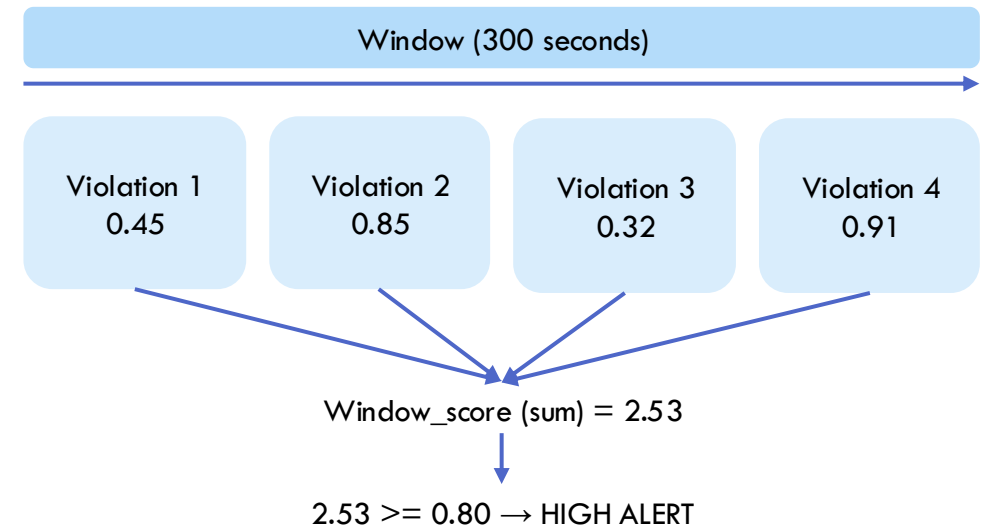 Window (300 seconds)
Violation 1
0.45
Violation 2
0.85
Violation 3
0.32
Violation 4
0.91
Window_score (sum) = 2.53
2.53 >= 0.80 → HIGH ALERT